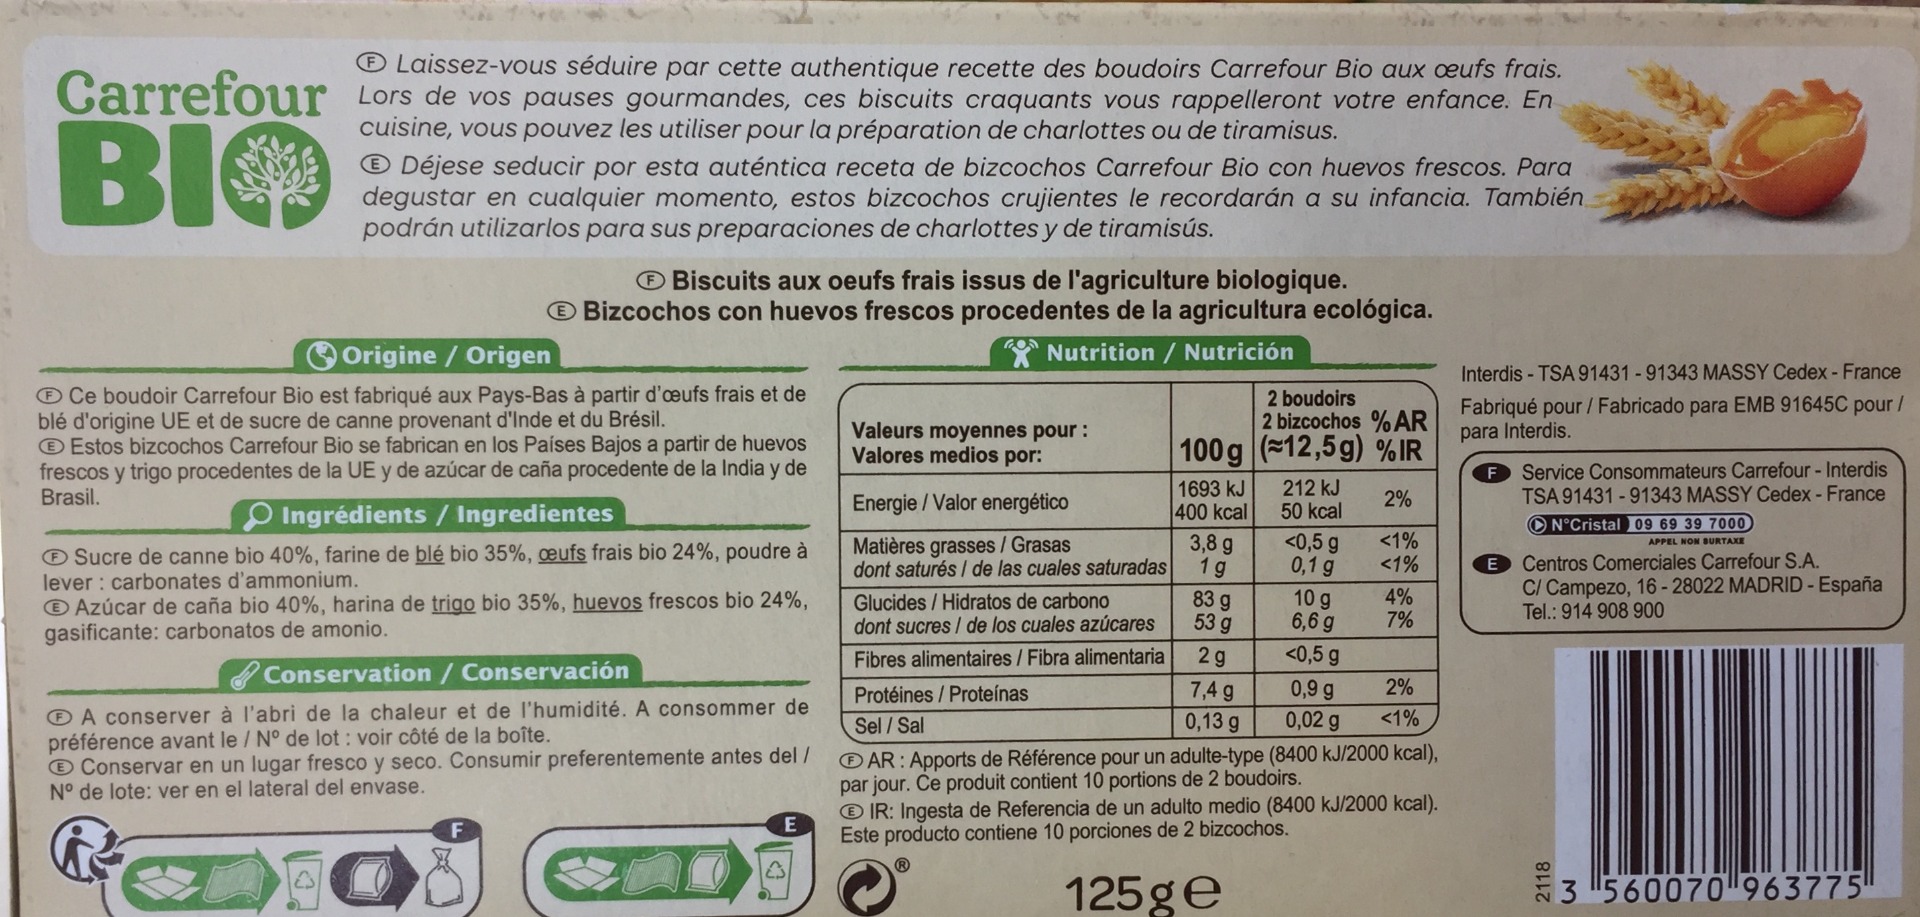 Carrefour
BIO
Ⓕ Laissez-vous séduire par cette authentique recette des boudoirs Carrefour Bio aux œufs frais.
Lors de vos pauses gourmandes, ces biscuits craquants vous rappelleront votre enfance. En
cuisine, vous pouvez les utiliser pour la préparation de charlottes ou de tiramisus.
Ⓔ Déjese seducir por esta auténtica receta de bizcochos Carrefour Bio con huevos frescos. Para
degustar en cualquier momento, estos bizcochos crujientes le recordarán a su infancia. También
podrán utilizarlos para sus preparaciones de charlottes y de tiramisús.
Ⓕ Biscuits aux oeufs frais issus de l'agriculture biologique.
Ⓔ Bizcochos con huevos frescos procedentes de la agricultura ecológica.
Origine / Origen
Ⓕ Ce boudoir Carrefour Bio est fabriqué aux Pays-Bas à partir d'œufs frais et de
blé d'origine UE et de sucre de canne provenant d'Inde et du Brésil.
Ⓔ Estos bizcochos Carrefour Bio se fabrican en los Países Bajos a partir de huevos
frescos y trigo procedentes de la UE y de azúcar de caña procedente de la India y de
Brasil.
Ingrédients / Ingredientes
Ⓕ Sucre de canne bio 40%, farine de blé bio 35%, œufs frais bio 24%, poudre à
lever : carbonates d'ammonium.
Ⓔ Azúcar de caña bio 40%, harina de trigo bio 35%, huevos frescos bio 24%,
gasificante: carbonatos de amonio.
Conservation / Conservación
Ⓕ A conserver à l'abri de la chaleur et de l'humidité. A consommer de
préférence avant le / Nº de lot : voir côté de la boîte.
Ⓔ Conservar en un lugar fresco y seco. Consumir preferentemente antes del /
Nº de lote: ver en el lateral del envase.
F
E
Nutrition / Nutrición
Valeurs moyennes pour :
Valores medios por:
100g
2 boudoirs
2 bizcochos
(≈12,5g)
%AR
%IR
Energie / Valor energético 1693 kJ 212 kJ 2%
400 kcal 50 kcal
Matières grasses / Grasas 3,8 g <0,5 g <1%
dont saturés / de las cuales saturadas 1 g 0,1 g <1%
Glucides / Hidratos de carbono 83 g 10 g 4%
dont sucres / de los cuales azúcares 53 g 6,6 g 7%
Fibres alimentaires / Fibra alimentaria 2 g <0,5 g
Protéines / Proteínas 7,4 g 0,9 g 2%
Sel / Sal 0,13 g 0,02 g <1%
Ⓕ AR : Apports de Référence pour un adulte-type (8400 kJ/2000 kcal),
par jour. Ce produit contient 10 portions de 2 boudoirs.
Ⓔ IR: Ingesta de Referencia de un adulto medio (8400 kJ/2000 kcal).
Este producto contiene 10 porciones de 2 bizcochos.
®
125g e
Interdis - TSA 91431 - 91343 MASSY Cedex - France
Fabriqué pour / Fabricado para EMB 91645C pour /
para Interdis.
F Service Consommateurs Carrefour - Interdis
TSA 91431 - 91343 MASSY Cedex - France
N°Cristal 09 69 39 7000
APPEL NON SURTAXE
E Centros Comerciales Carrefour S.A.
C/ Campezo, 16 - 28022 MADRID - España
Tel.: 914 908 900
2118
3 560070 963775